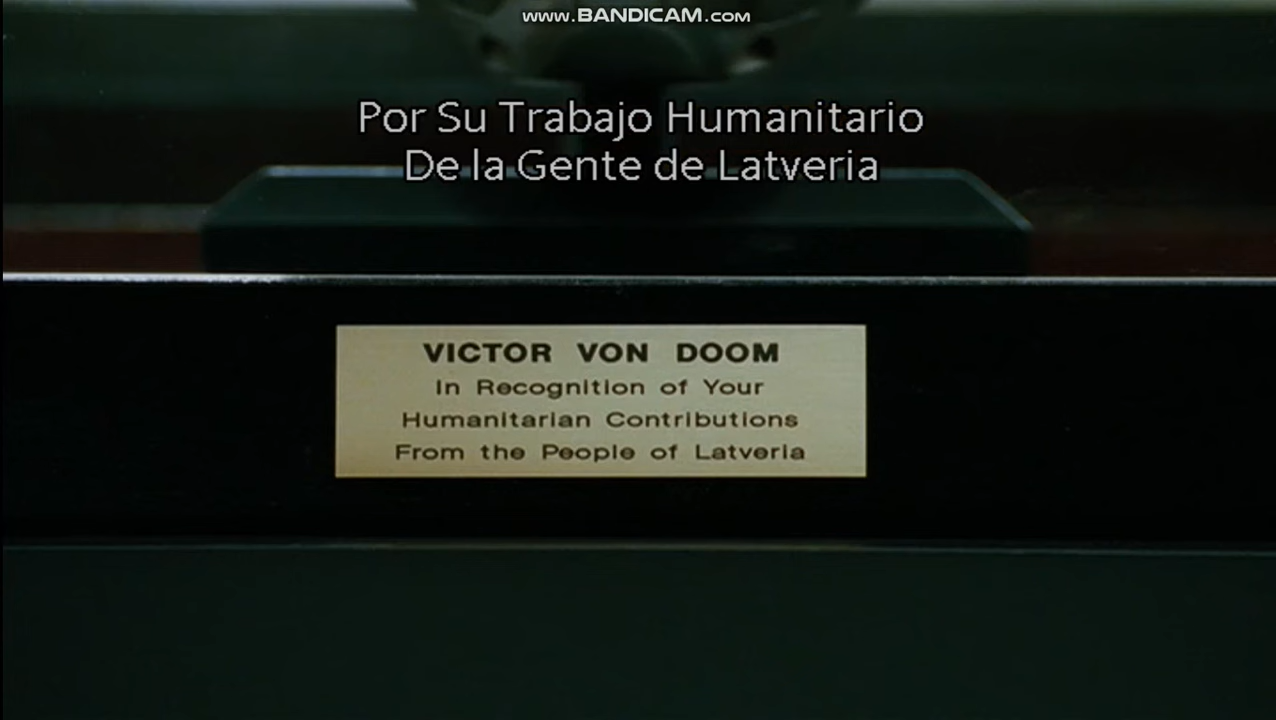 www.BANDICAM.com
Por Su Trabajo Humanitario
De la Gente de Latveria
VICTOR VON DOOM
In Recognition of Your
Humanitarian Contributions
From the People of Latveria